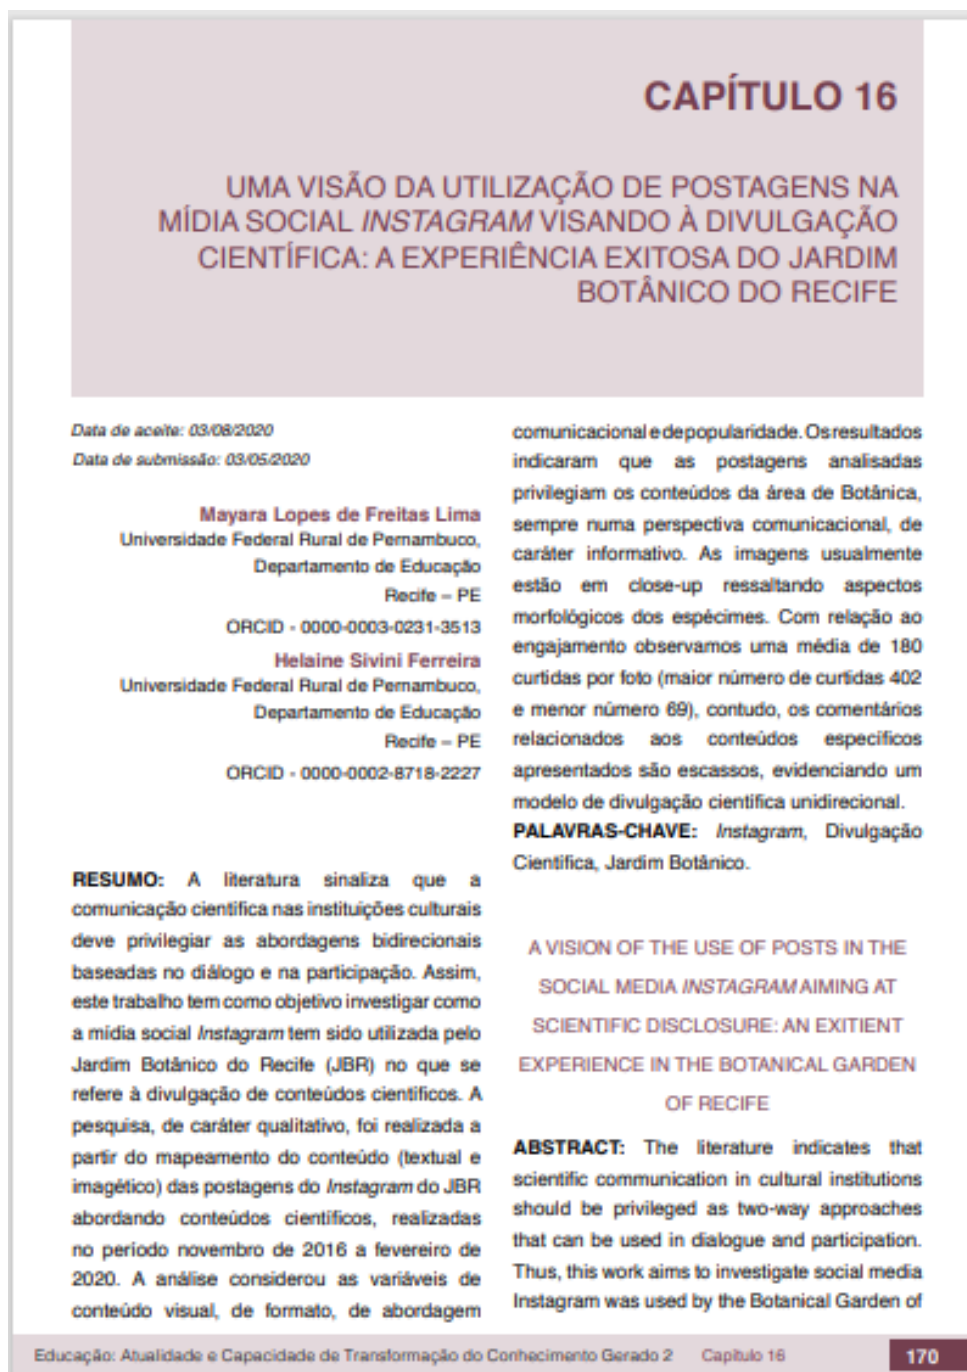 CAPÍTULO 16
UMA VISÃO DA UTILIZAÇÃO DE POSTAGENS NA
MÍDIA SOCIAL INSTAGRAM VISANDO À DIVULGAÇÃO
CIENTÍFICA: A EXPERIÊNCIA EXITOSA DO JARDIM
BOTÂNICO DO RECIFE
Data de aceite: 03/08/2020
Data de submissão: 03/05/2020
Mayara Lopes de Freitas Lima
Universidade Federal Rural de Pernambuco,
Departamento de Educação
Recife – PE
ORCID - 0000-0003-0231-3513
Helaine Sivini Ferreira
Universidade Federal Rural de Pernambuco,
Departamento de Educação
Recife – PE
ORCID - 0000-0002-8718-2227
RESUMO: A literatura sinaliza que a
comunicação científica nas instituições culturais
deve privilegiar as abordagens bidirecionais
baseadas no diálogo e na participação. Assim,
este trabalho tem como objetivo investigar como
a mídia social Instagram tem sido utilizada pelo
Jardim Botânico do Recife (JBR) no que se
refere à divulgação de conteúdos científicos. A
pesquisa, de caráter qualitativo, foi realizada a
partir do mapeamento do conteúdo (textual e
imagético) das postagens do Instagram do JBR
abordando conteúdos científicos, realizadas
no período novembro de 2016 a fevereiro de
2020. A análise considerou as variáveis de
conteúdo visual, de formato, de abordagem
comunicacional e de popularidade. Os resultados
indicaram que as postagens analisadas
privilegiam os conteúdos da área de Botânica,
sempre numa perspectiva comunicacional, de
caráter informativo. As imagens usualmente
estão em close-up ressaltando aspectos
morfológicos dos espécimes. Com relação ao
engajamento observamos uma média de 180
curtidas por foto (maior número de curtidas 402
e menor número 69), contudo, os comentários
relacionados aos conteúdos específicos
apresentados são escassos, evidenciando um
modelo de divulgação científica unidirecional.
PALAVRAS-CHAVE: Instagram, Divulgação
Científica, Jardim Botânico.
A VISION OF THE USE OF POSTS IN THE
SOCIAL MEDIA INSTAGRAM AIMING AT
SCIENTIFIC DISCLOSURE: AN EXITIENT
EXPERIENCE IN THE BOTANICAL GARDEN
OF RECIFE
ABSTRACT: The literature indicates that
scientific communication in cultural institutions
should be privileged as two-way approaches
that can be used in dialogue and participation.
Thus, this work aims to investigate social media
Instagram was used by the Botanical Garden of
Educação: Atualidade e Capacidade de Transformação do Conhecimento Gerado 2 Capítulo 16 170